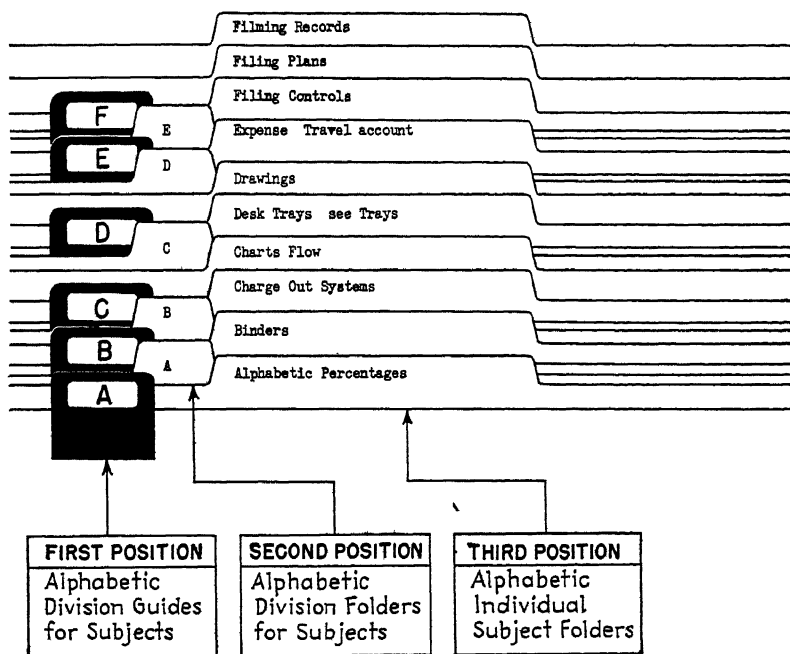 Filming Records
Filing Plans
Filing Controls
F
E
Expense Travel account
E
D
Drawings
Desk Trays see Trays
D
C
Charts Flow
Charge Out Systems
C
B
Binders
B
A
Alphabetic Percentages
A
FIRST POSITION
Alphabetic
Division Guides
for Subjects
SECOND POSITION
Alphabetic
Division Folders
for Subjects
THIRD POSITION
Alphabetic
Individual
Subject Folders